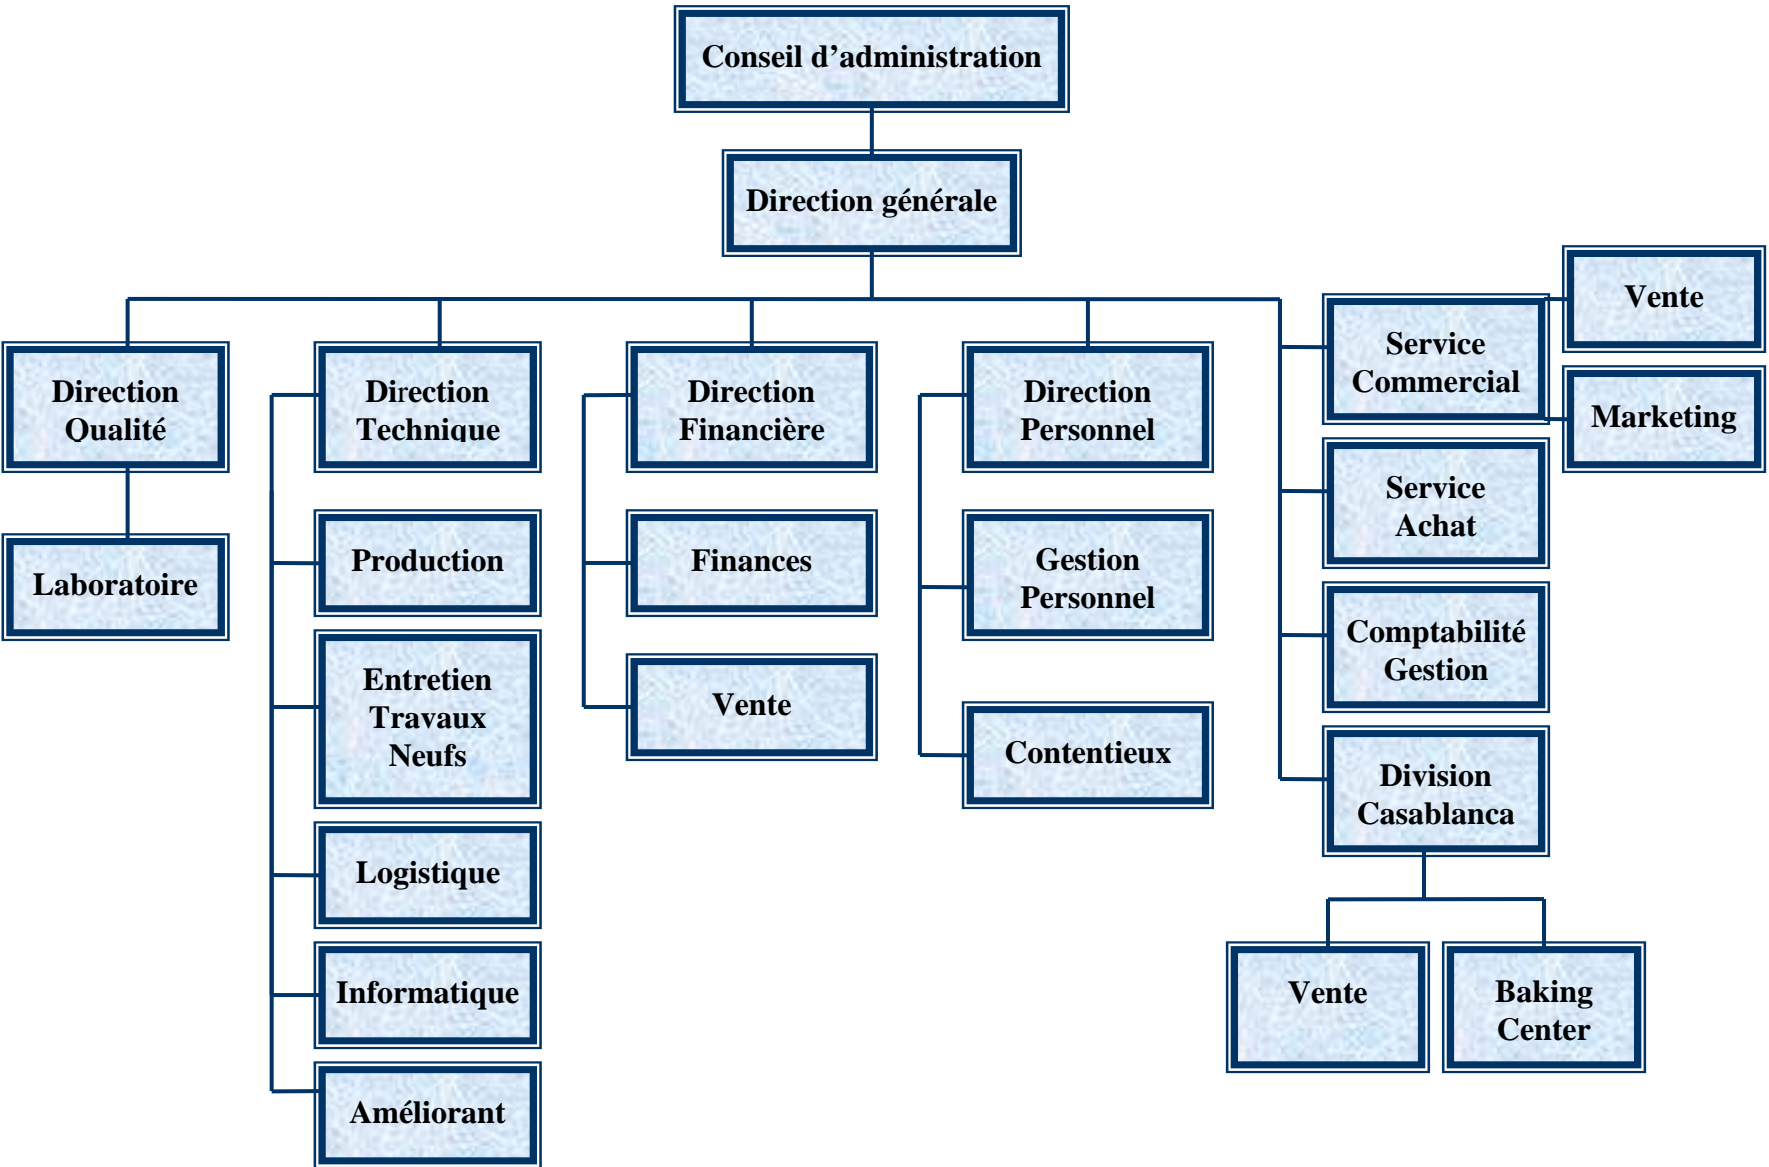 Conseil d’administration
Direction générale
Vente
Service
Commercial
Marketing
Direction
Qualité
Direction
Technique
Direction
Financière
Direction
Personnel
Service
Achat
Laboratoire
Production
Finances
Gestion
Personnel
Comptabilité
Gestion
Entretien
Travaux
Neufs
Vente
Contentieux
Division
Casablanca
Logistique
Informatique
Vente
Baking
Center
Améliorant